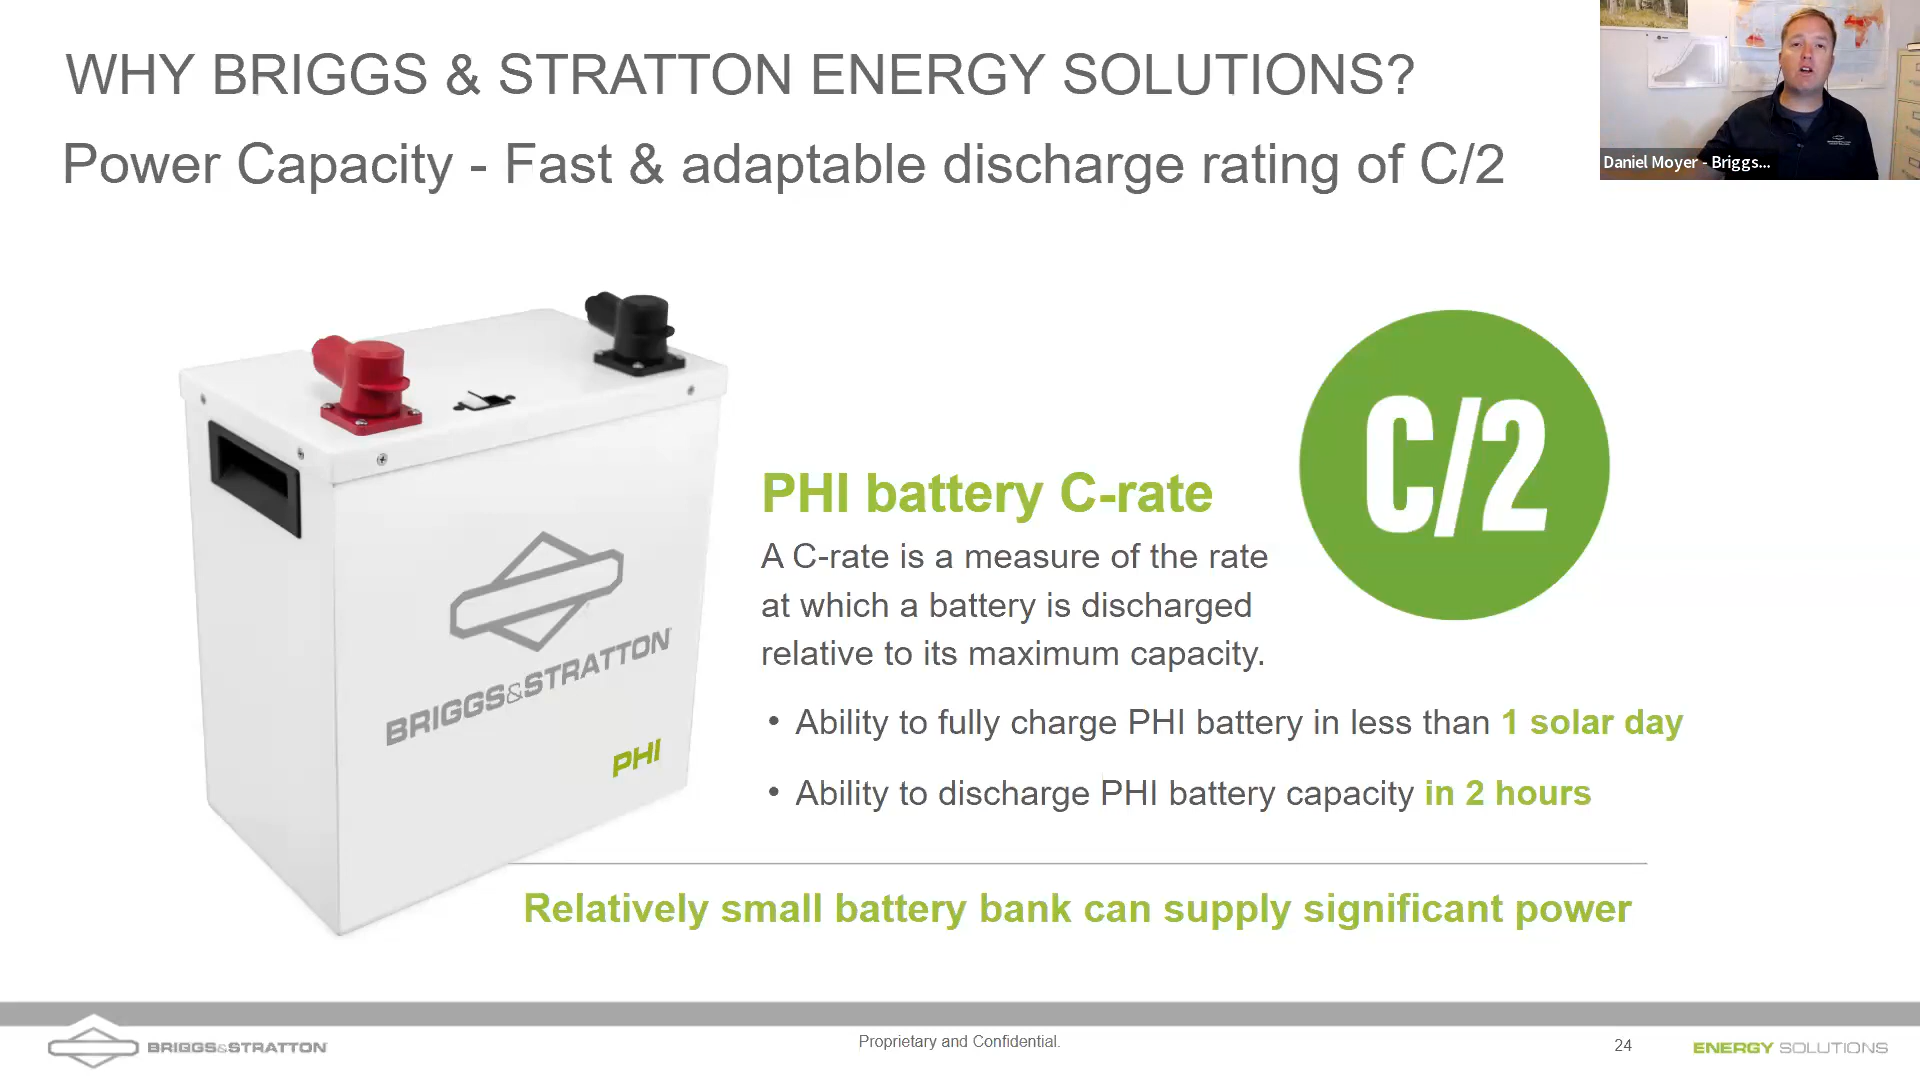 WHY BRIGGS & STRATTON ENERGY SOLUTIONS?
Power Capacity - Fast & adaptable discharge rating of C/2
Daniel Moyer - Briggs...
C/2
PHI battery C-rate
A C-rate is a measure of the rate
at which a battery is discharged
relative to its maximum capacity.
• Ability to fully charge PHI battery in less than 1 solar day
• Ability to discharge PHI battery capacity in 2 hours
BRIGGS&STRATTON
PHI
Relatively small battery bank can supply significant power
BRIGGS&STRATTON
Proprietary and Confidential.
24
ENERGY SOLUTIONS